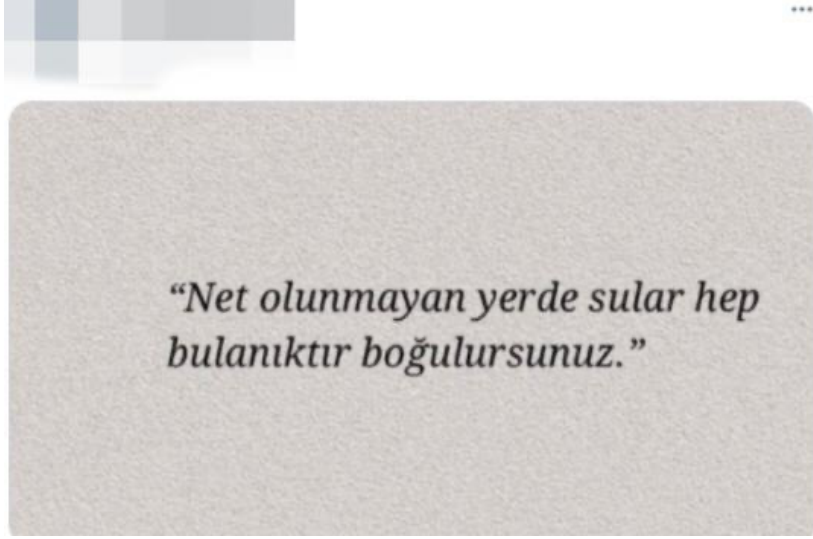 “Net olunmayan yerde sular hep
bulanıktır boğulursunuz.”